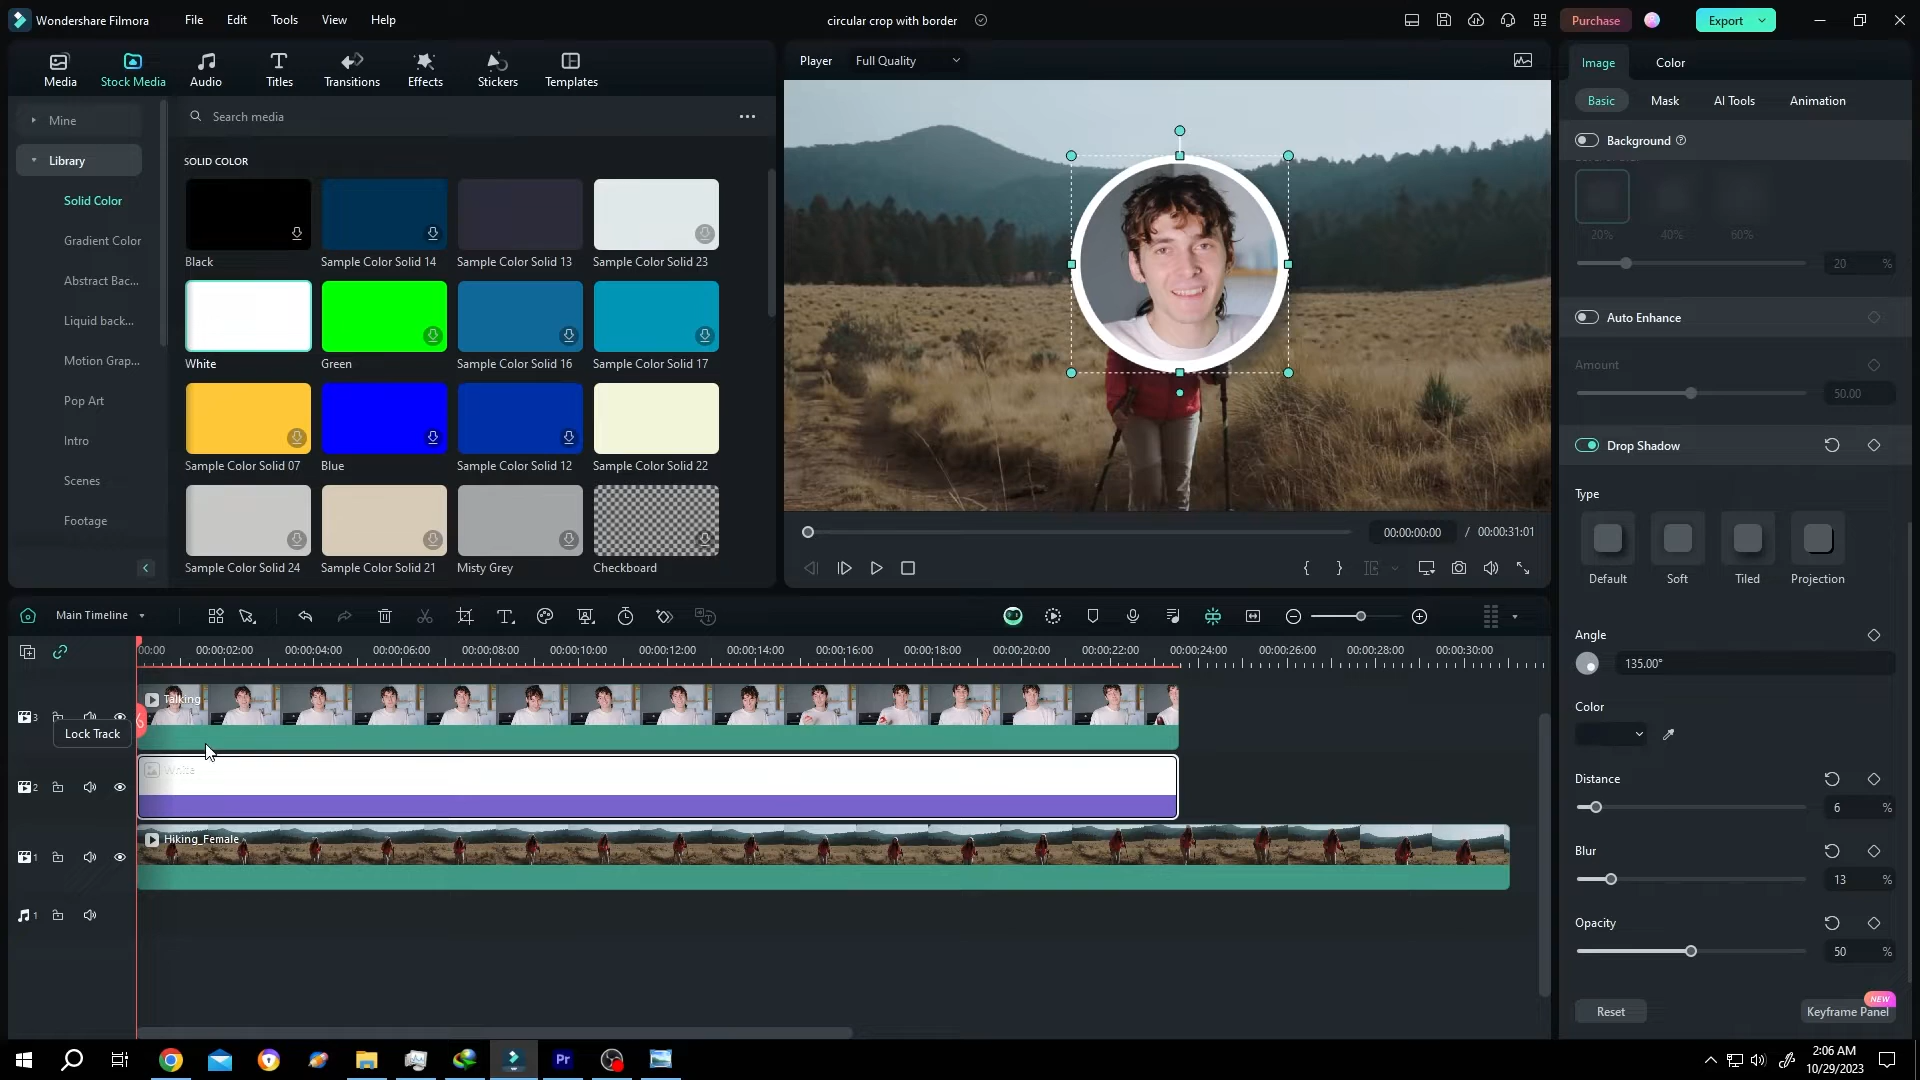 Wondershare Filmora File Edit Tools View Help circular crop with border Purchase Export
Media Stock Media Audio Titles Transitions Effects Stickers Templates
Player Full Quality
Image Color
Basic Mask AI Tools Animation
Mine
Library
Solid Color
Gradient Color
Abstract Bac...
Liquid back...
Motion Grap...
Pop Art
Intro
Scenes
Footage
Search media
SOLID COLOR
Black Sample Color Solid 14 Sample Color Solid 13 Sample Color Solid 23
White Green Sample Color Solid 16 Sample Color Solid 17
Sample Color Solid 07 Blue Sample Color Solid 12 Sample Color Solid 22
Sample Color Solid 24 Sample Color Solid 21 Misty Grey Checkboard
00:00:00:00 / 00:00:31:01
Background
20% 40% 60%
20 %
Auto Enhance
Amount
50.00
Drop Shadow
Type
Default Soft Tiled Projection
Angle
135.00°
Color
Distance
6 %
Blur
13 %
Opacity
50 %
NEW
Reset Keyframe Panel
Main Timeline
00:00 00:00:02:00 00:00:04:00 00:00:06:00 00:00:08:00 00:00:10:00 00:00:12:00 00:00:14:00 00:00:16:00 00:00:18:00 00:00:20:00 00:00:22:00 00:00:24:00 00:00:26:00 00:00:28:00 00:00:30:00
Talking
3
Lock Track
White
2
Hiking_Female
1
1
Pr
2:06 AM
10/29/2023